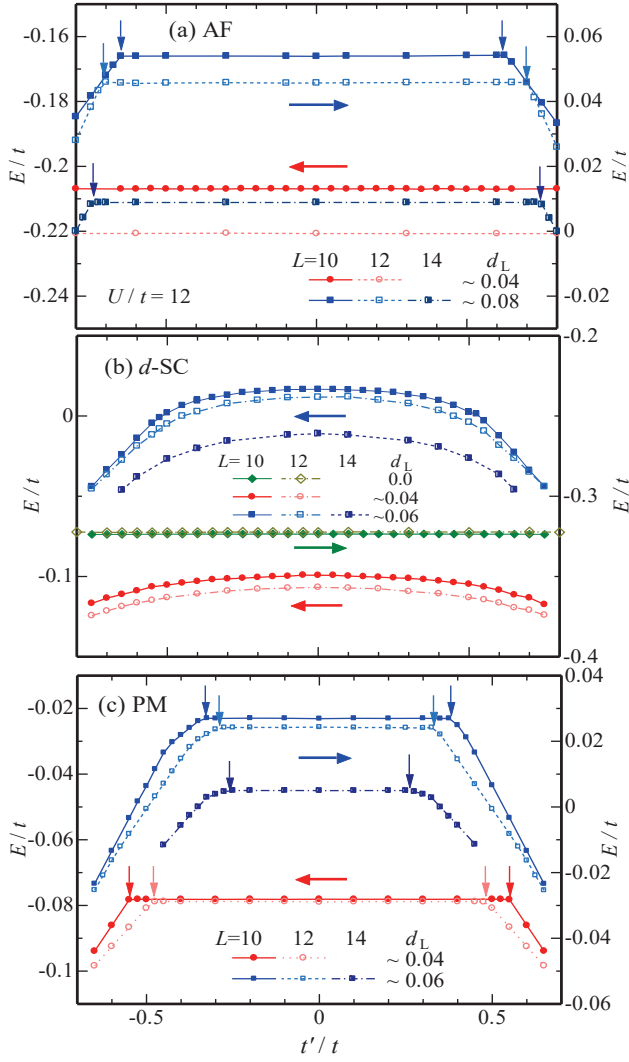 (a) AF
-0.16
-0.18
-0.2
-0.22
-0.24
E / t
0.06
0.04
0.02
0
-0.02
E / t
L=10 12 14 d_L
~ 0.04
~ 0.08
U / t = 12
(b) d-SC
0
-0.1
E / t
-0.2
-0.3
-0.4
E / t
L= 10 12 14 d_L
0.0
~0.04
~0.06
(c) PM
-0.02
-0.04
-0.06
-0.08
-0.1
E / t
0.04
0.02
0
-0.02
-0.04
-0.06
E / t
L=10 12 14 d_L
~ 0.04
~ 0.06
-0.5 0 0.5
t′ / t